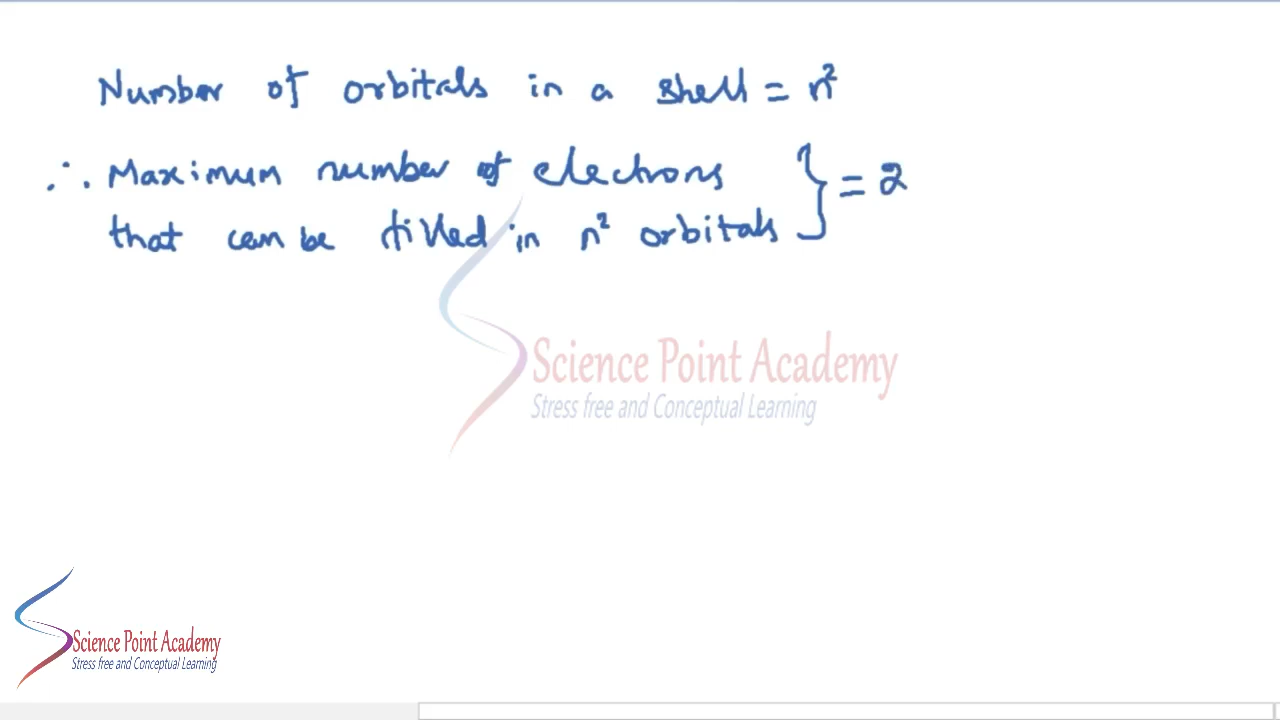 Number of orbitals in a shell = n²
∴ Maximum number of electrons
that can be filled in n² orbitals } = 2
Science Point Academy
Stress free and Conceptual Learning
Science Point Academy
Stress free and Conceptual Learning